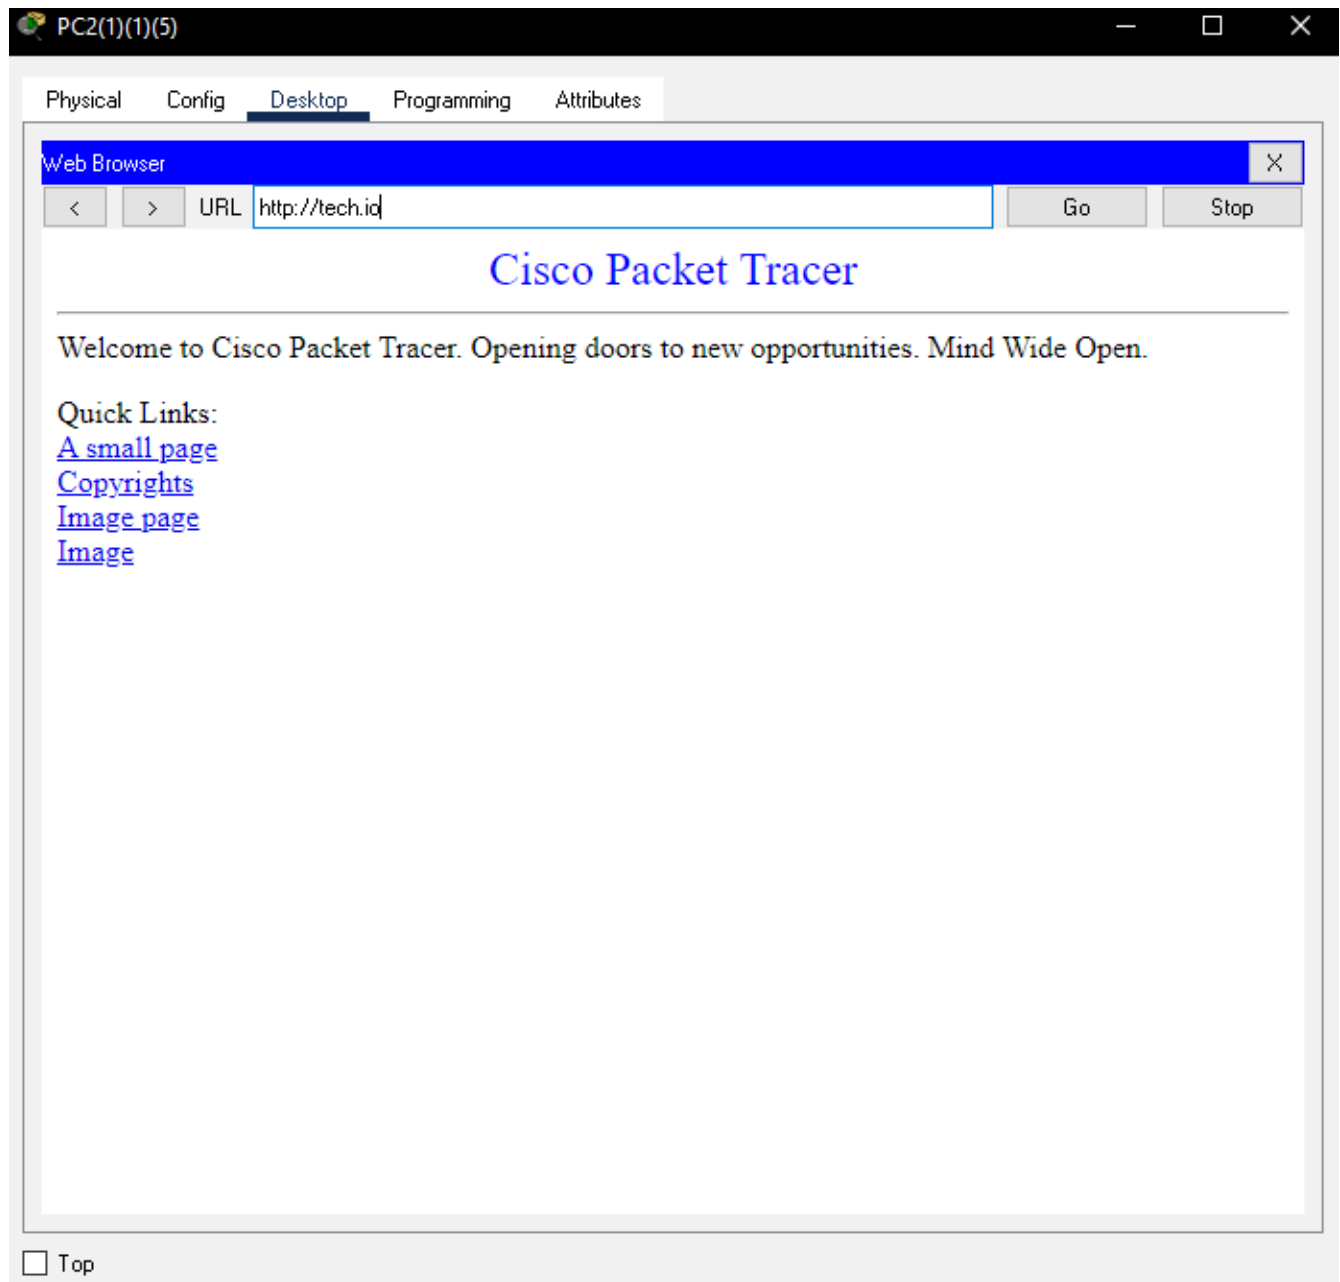 PC2(1)(1)(5)
Physical Config Desktop Programming Attributes
Web Browser X
< > URL http://tech.io Go Stop
Cisco Packet Tracer
Welcome to Cisco Packet Tracer. Opening doors to new opportunities. Mind Wide Open.
Quick Links:
A small page
Copyrights
Image page
Image
Top